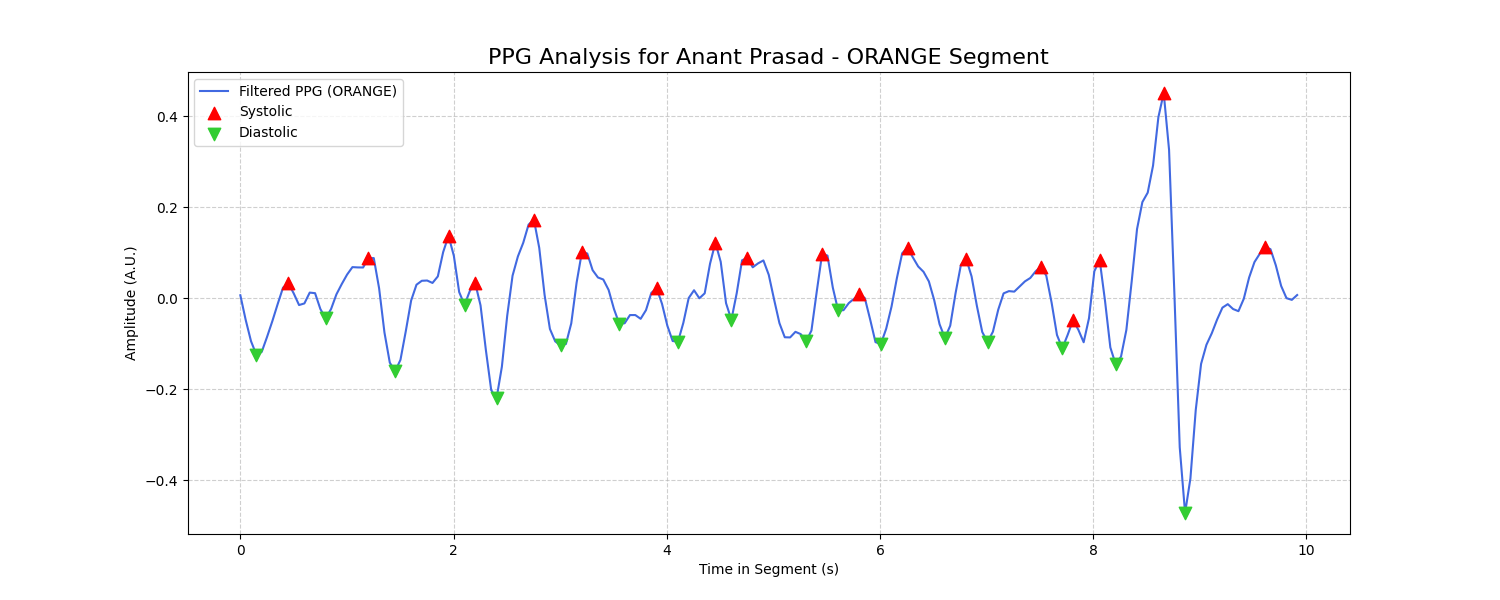 PPG Analysis for Anant Prasad - ORANGE Segment
Filtered PPG (ORANGE)
Systolic
Diastolic
Amplitude (A.U.)
0.4
0.2
0.0
−0.2
−0.4
0 2 4 6 8 10
Time in Segment (s)